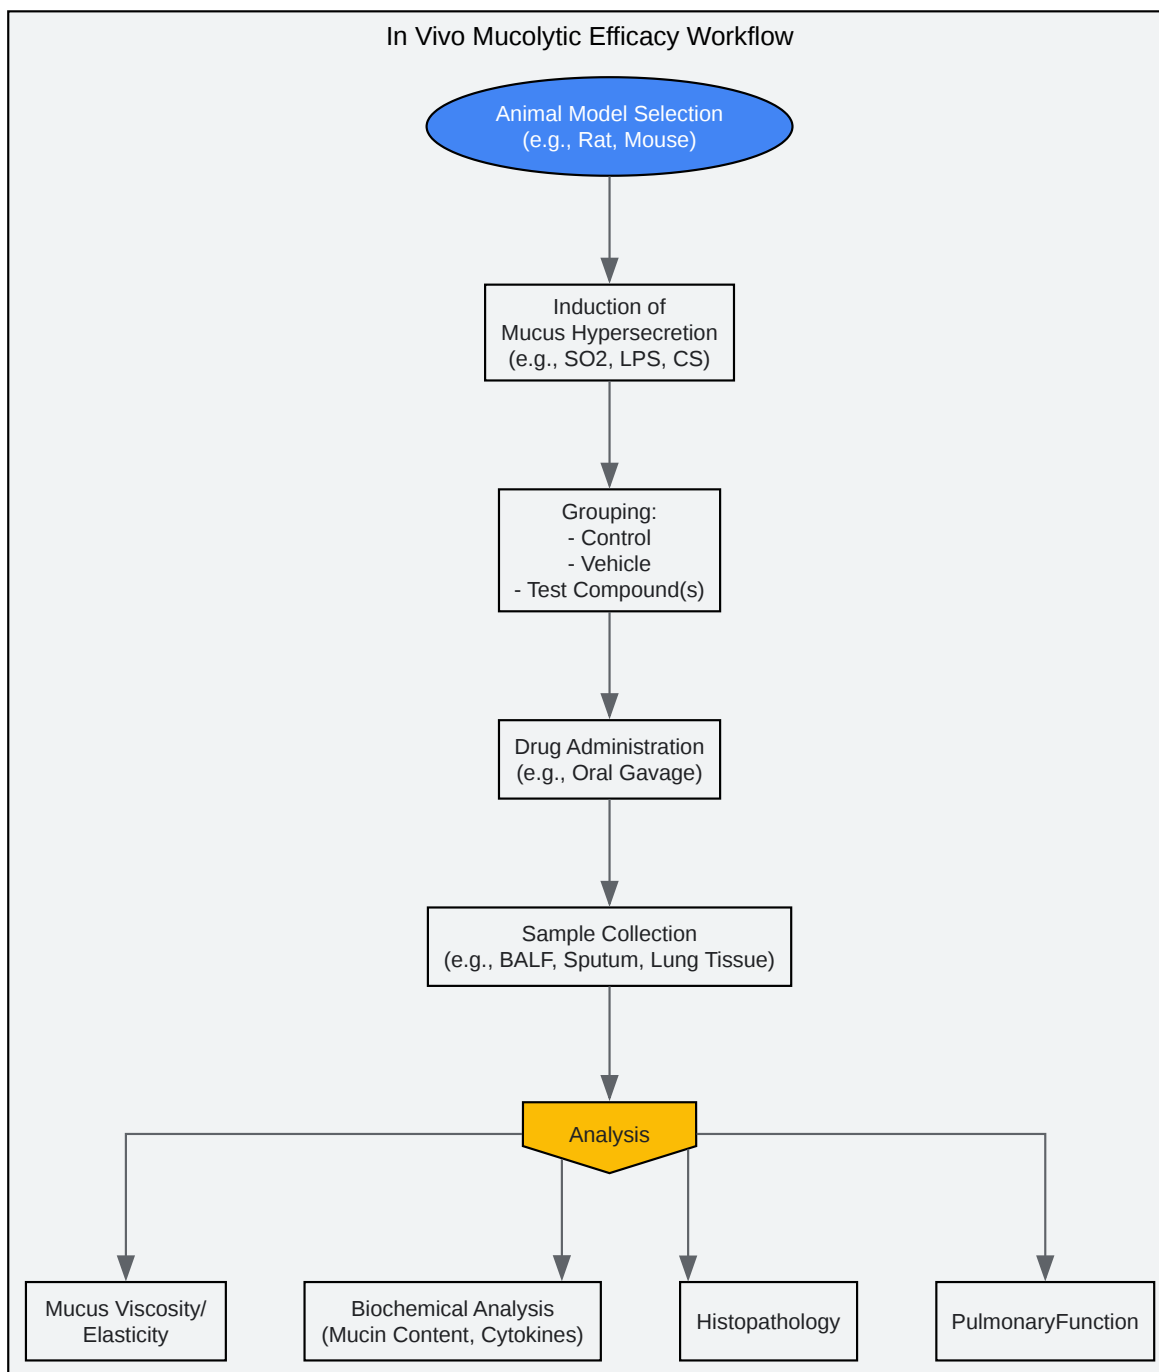 In Vivo Mucolytic Efficacy Workflow
Animal Model Selection
(e.g., Rat, Mouse)
Induction of
Mucus Hypersecretion
(e.g., SO2, LPS, CS)
Grouping:
- Control
- Vehicle
- Test Compound(s)
Drug Administration
(e.g., Oral Gavage)
Sample Collection
(e.g., BALF, Sputum, Lung Tissue)
Analysis
Mucus Viscosity/
Elasticity
Biochemical Analysis
(Mucin Content, Cytokines)
Histopathology
PulmonaryFunction